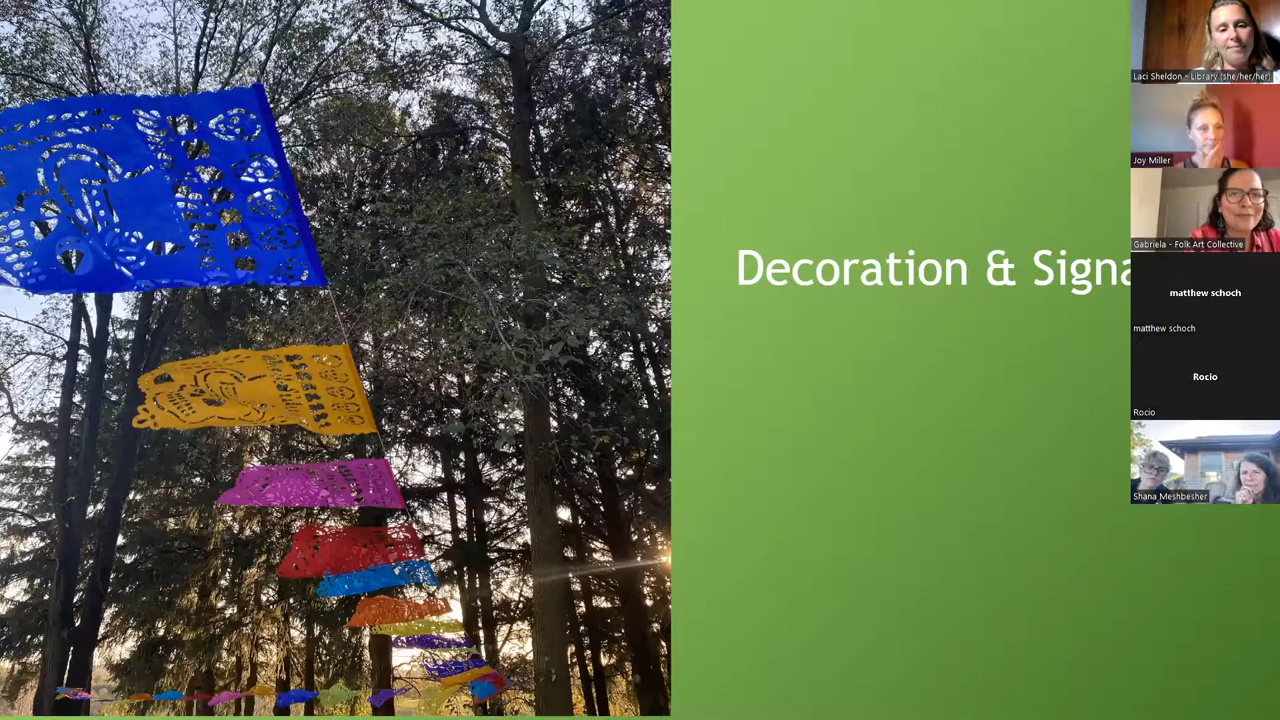 Decoration & Signa
Laci Sheldon - Library (she/her/her)
Joy Miller
Gabriela - Folk Art Collective
matthew schoch
matthew schoch
Rocio
Rocio
Shana Meshbesher